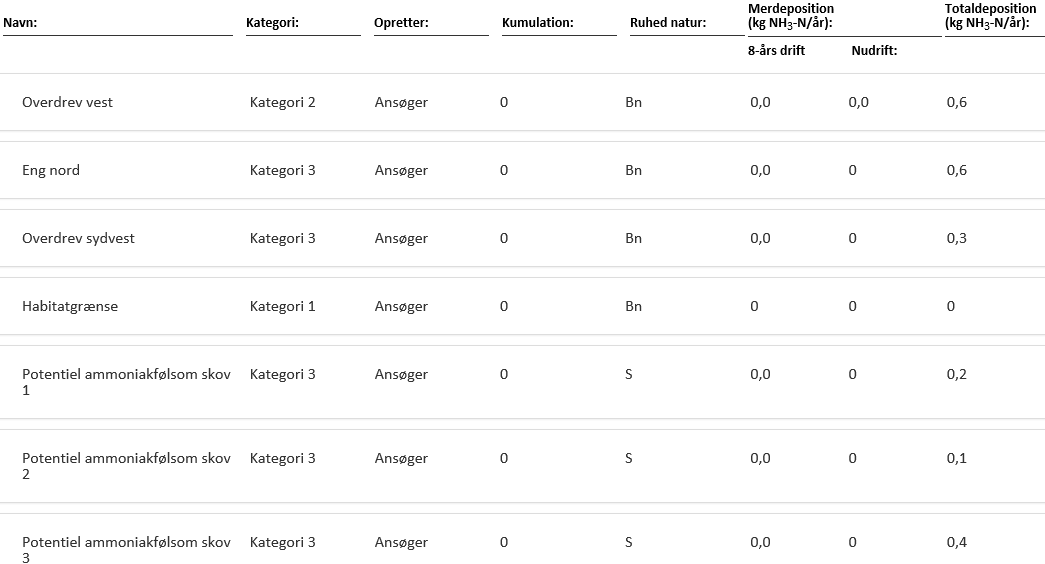 Navn: Kategori: Opretter: Kumulation: Ruhed natur: Merdeposition (kg NH₃-N/år): Totaldeposition (kg NH₃-N/år):
8-års drift Nudrift:
Overdrev vest Kategori 2 Ansøger 0 Bn 0,0 0,0 0,6
Eng nord Kategori 3 Ansøger 0 Bn 0,0 0 0,6
Overdrev sydvest Kategori 3 Ansøger 0 Bn 0,0 0 0,3
Habitatgrænse Kategori 1 Ansøger 0 Bn 0 0 0
Potentiel ammoniakfølsom skov Kategori 3 Ansøger 0 S 0,0 0 0,2
1
Potentiel ammoniakfølsom skov Kategori 3 Ansøger 0 S 0,0 0 0,1
2
Potentiel ammoniakfølsom skov Kategori 3 Ansøger 0 S 0,0 0 0,4
3